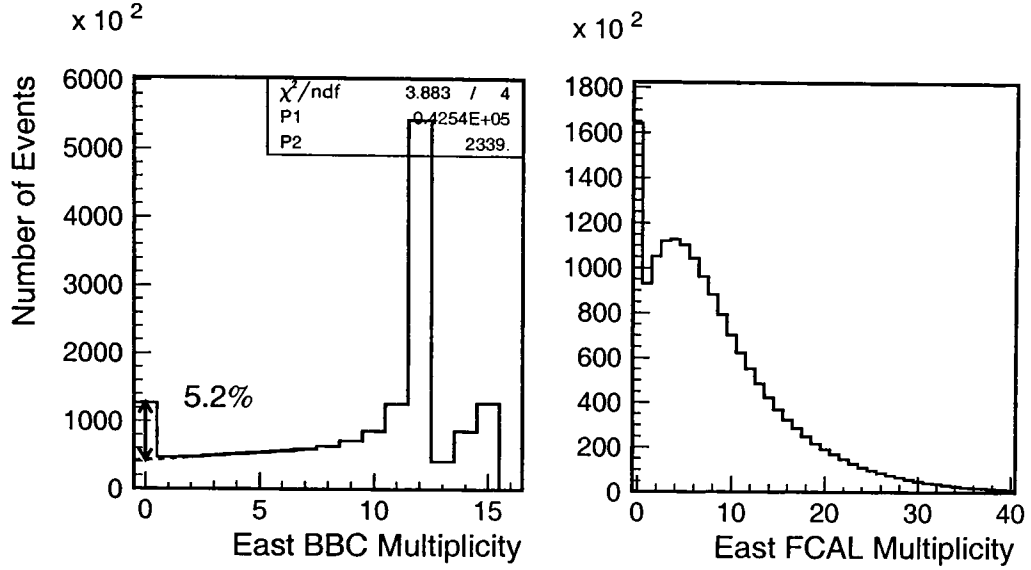 x 10 2
Number of Events
6000
5000
4000
3000
2000
1000
0
χ2/ndf 3.883 / 4
P1 0.4254E+05
P2 2339.
5.2%
0 5 10 15
East BBC Multiplicity
x 10 2
1800
1600
1400
1200
1000
800
600
400
200
0
0 10 20 30 40
East FCAL Multiplicity